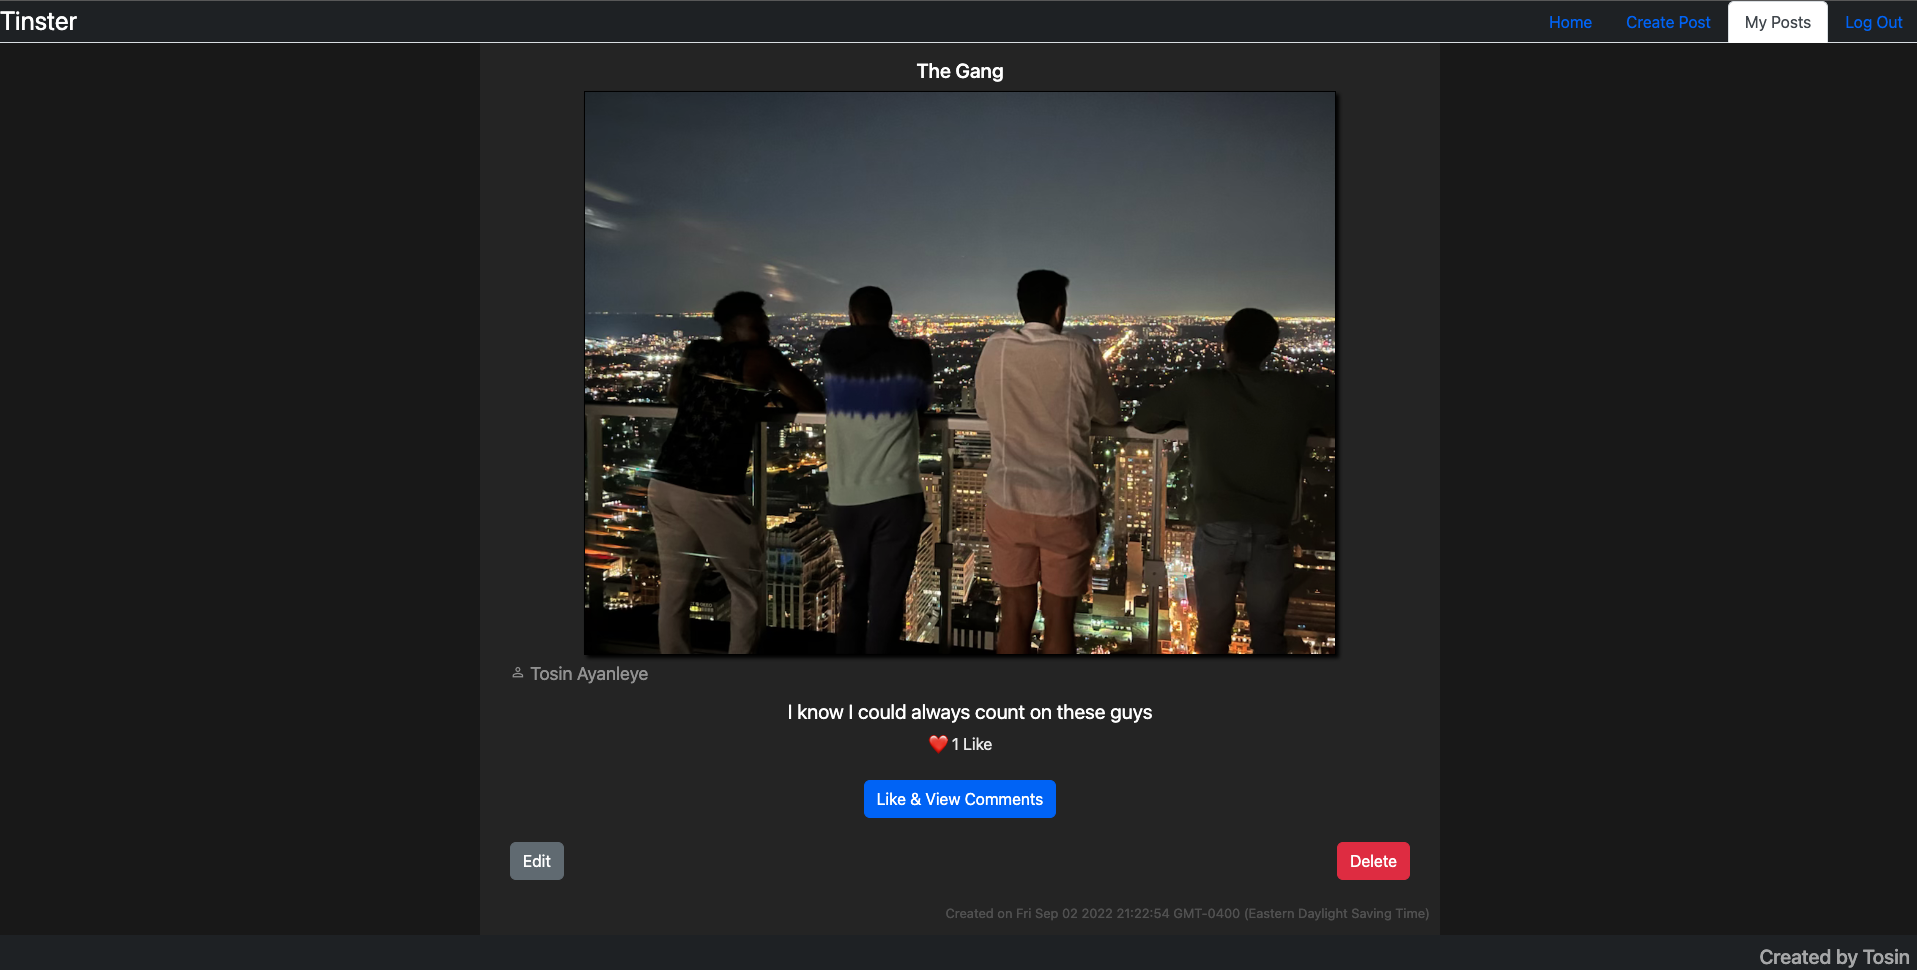 Tinster
Home
Create Post
My Posts
Log Out
The Gang
Tosin Ayanleye
I know I could always count on these guys
❤️ 1 Like
Like & View Comments
Edit
Delete
Created on Fri Sep 02 2022 21:22:54 GMT-0400 (Eastern Daylight Saving Time)
Created by Tosin